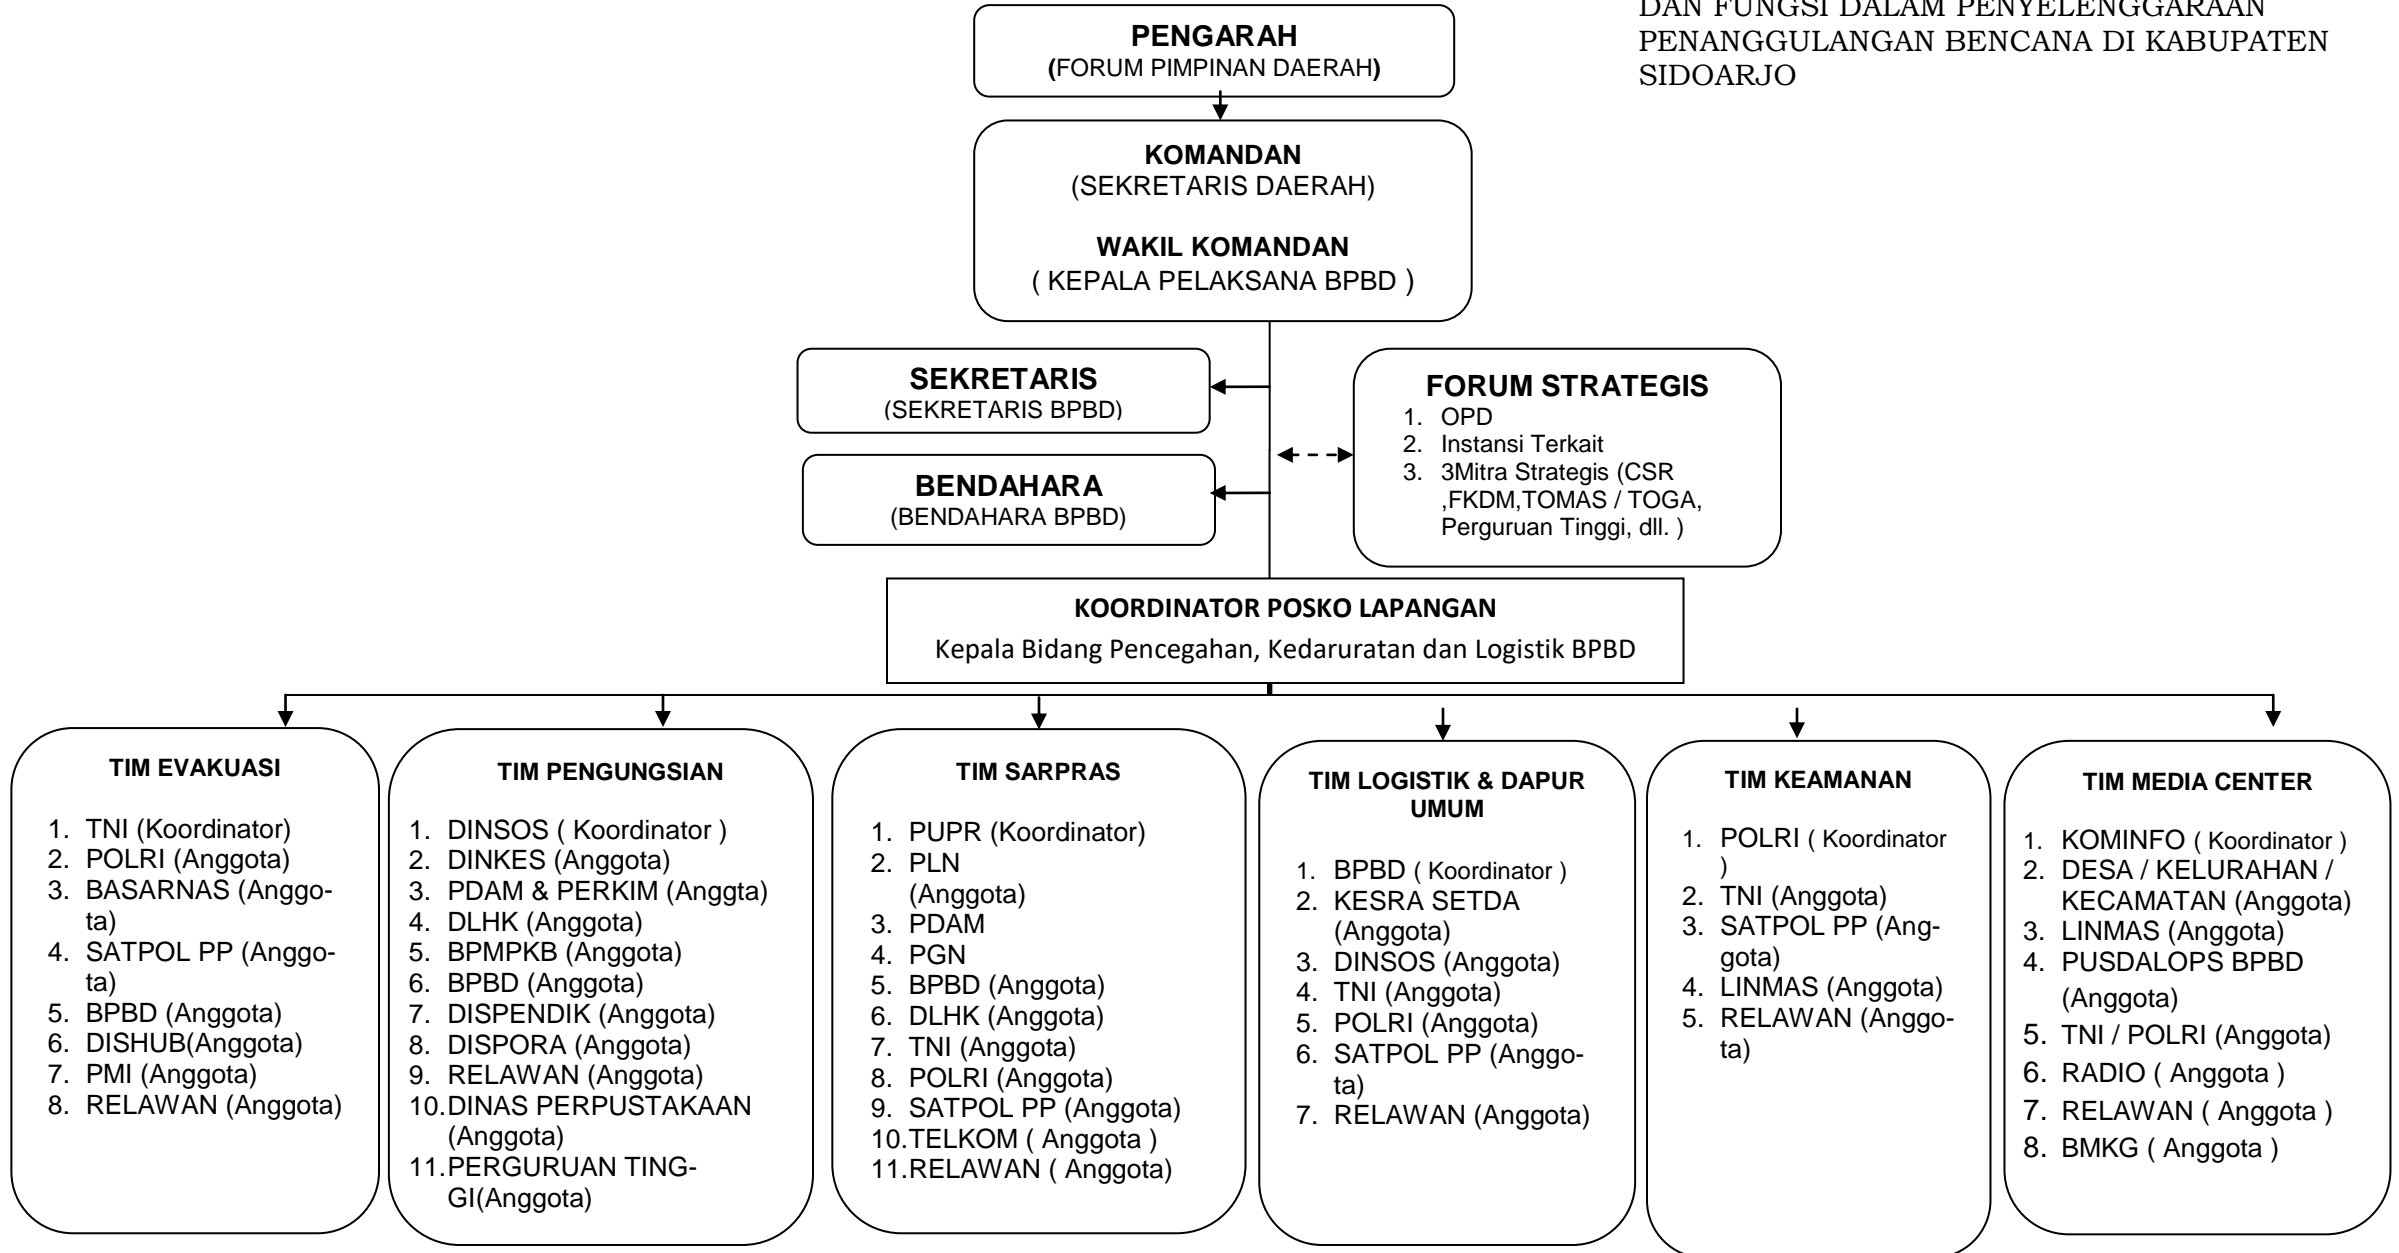 DAN FUNGSI DALAM PENYELENGGARAAN
PENANGGULANGAN BENCANA DI KABUPATEN
SIDOARJO
PENGARAH
(FORUM PIMPINAN DAERAH)
KOMANDAN
(SEKRETARIS DAERAH)
WAKIL KOMANDAN
( KEPALA PELAKSANA BPBD )
SEKRETARIS
(SEKRETARIS BPBD)
BENDAHARA
(BENDAHARA BPBD)
FORUM STRATEGIS
1. OPD
2. Instansi Terkait
3. 3Mitra Strategis (CSR
,FKDM,TOMAS / TOGA,
Perguruan Tinggi, dll. )
KOORDINATOR POSKO LAPANGAN
Kepala Bidang Pencegahan, Kedaruratan dan Logistik BPBD
TIM EVAKUASI
1. TNI (Koordinator)
2. POLRI (Anggota)
3. BASARNAS (Anggo-
ta)
4. SATPOL PP (Anggo-
ta)
5. BPBD (Anggota)
6. DISHUB(Anggota)
7. PMI (Anggota)
8. RELAWAN (Anggota)
TIM PENGUNGSIAN
1. DINSOS ( Koordinator )
2. DINKES (Anggota)
3. PDAM & PERKIM (Anggta)
4. DLHK (Anggota)
5. BPMPKB (Anggota)
6. BPBD (Anggota)
7. DISPENDIK (Anggota)
8. DISPORA (Anggota)
9. RELAWAN (Anggota)
10.DINAS PERPUSTAKAAN
(Anggota)
11.PERGURUAN TING-
GI(Anggota)
TIM SARPRAS
1. PUPR (Koordinator)
2. PLN
(Anggota)
3. PDAM
4. PGN
5. BPBD (Anggota)
6. DLHK (Anggota)
7. TNI (Anggota)
8. POLRI (Anggota)
9. SATPOL PP (Anggota)
10.TELKOM ( Anggota )
11.RELAWAN ( Anggota)
TIM LOGISTIK & DAPUR
UMUM
1. BPBD ( Koordinator )
2. KESRA SETDA
(Anggota)
3. DINSOS (Anggota)
4. TNI (Anggota)
5. POLRI (Anggota)
6. SATPOL PP (Anggo-
ta)
7. RELAWAN (Anggota)
TIM KEAMANAN
1. POLRI ( Koordinator
)
2. TNI (Anggota)
3. SATPOL PP (Ang-
gota)
4. LINMAS (Anggota)
5. RELAWAN (Anggo-
ta)
TIM MEDIA CENTER
1. KOMINFO ( Koordinator )
2. DESA / KELURAHAN /
KECAMATAN (Anggota)
3. LINMAS (Anggota)
4. PUSDALOPS BPBD
(Anggota)
5. TNI / POLRI (Anggota)
6. RADIO ( Anggota )
7. RELAWAN ( Anggota )
8. BMKG ( Anggota )